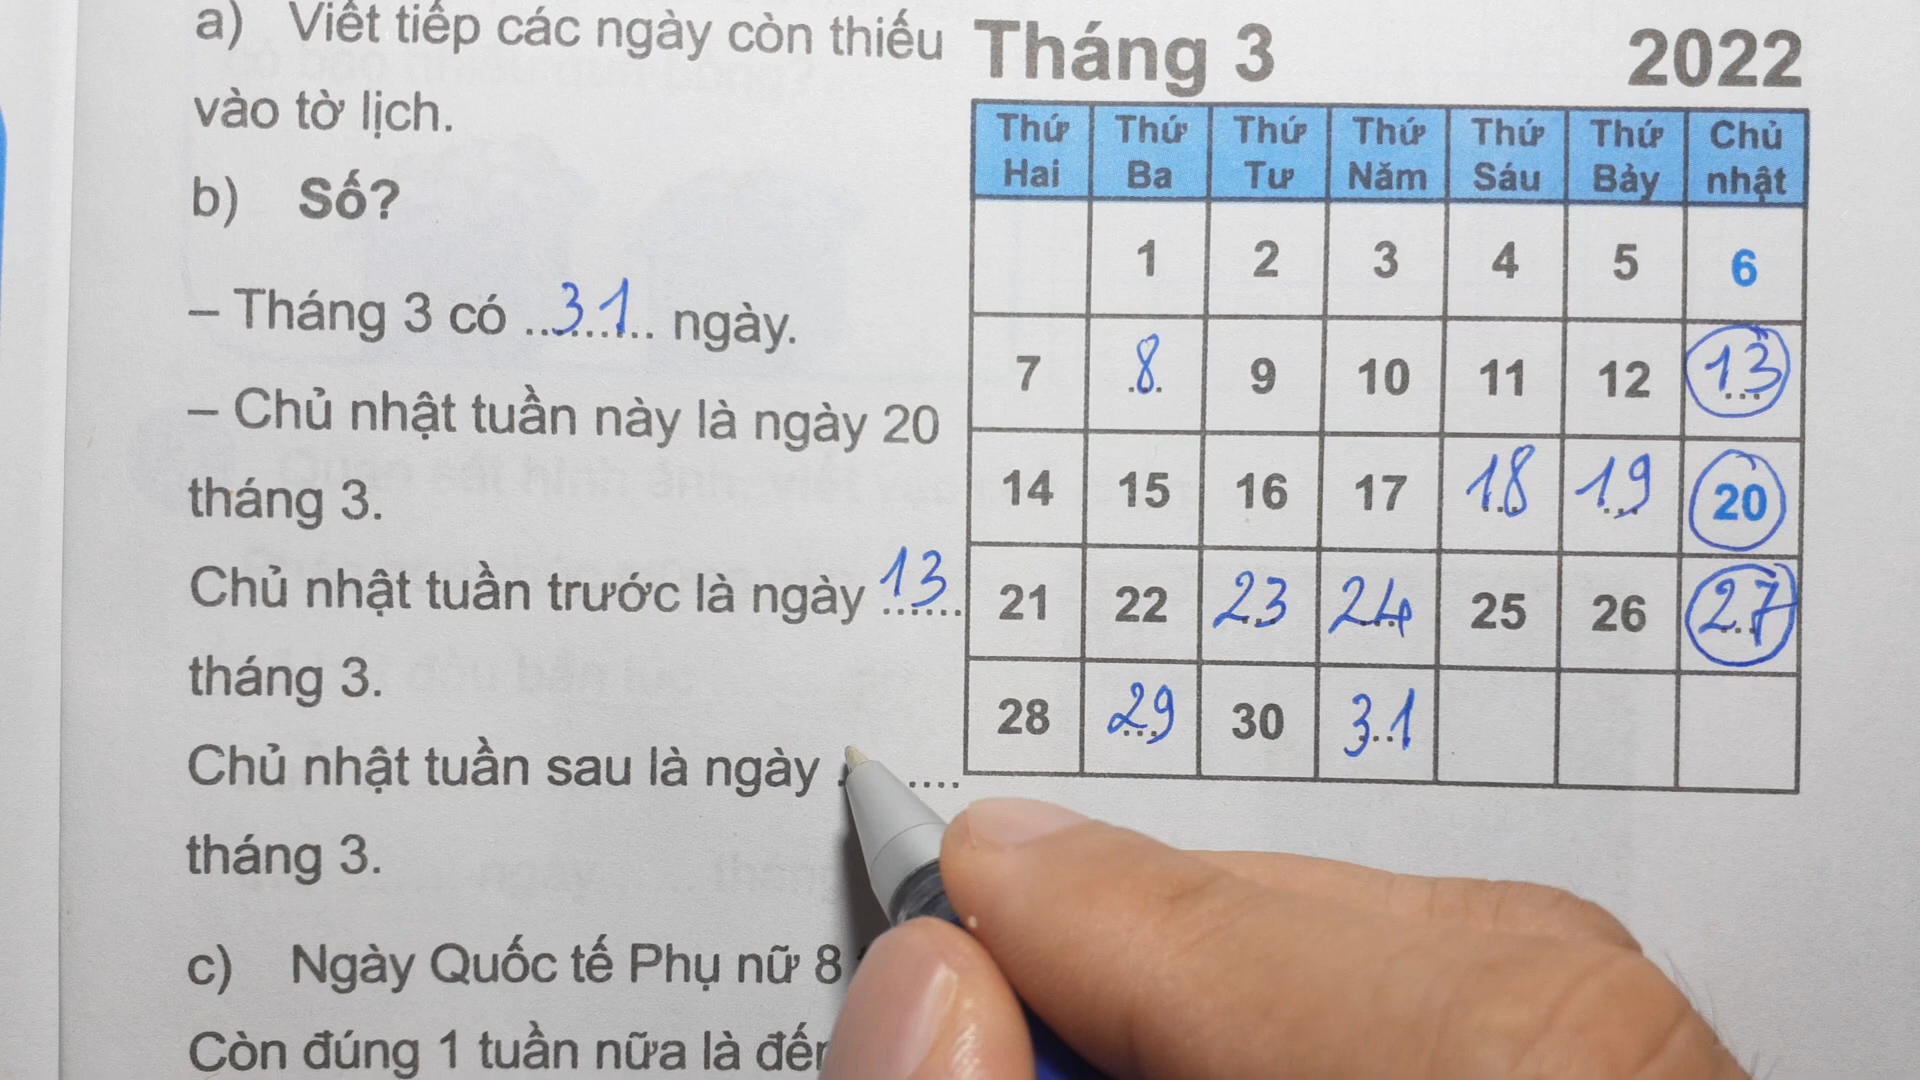 a) Viết tiếp các ngày còn thiếu
vào tờ lịch.
b) Số?
– Tháng 3 có ..31.. ngày.
– Chủ nhật tuần này là ngày 20
tháng 3.
Chủ nhật tuần trước là ngày 13
tháng 3.
Chủ nhật tuần sau là ngày ....
tháng 3.
c) Ngày Quốc tế Phụ nữ 8
Còn đúng 1 tuần nữa là
Tháng 3 2022
Thứ Hai Thứ Ba Thứ Tư Thứ Năm Thứ Sáu Thứ Bảy Chủ nhật
1 2 3 4 5 6
7 8 9 10 11 12 13
14 15 16 17 18 19 20
21 22 23 24 25 26 27
28 29 30 31